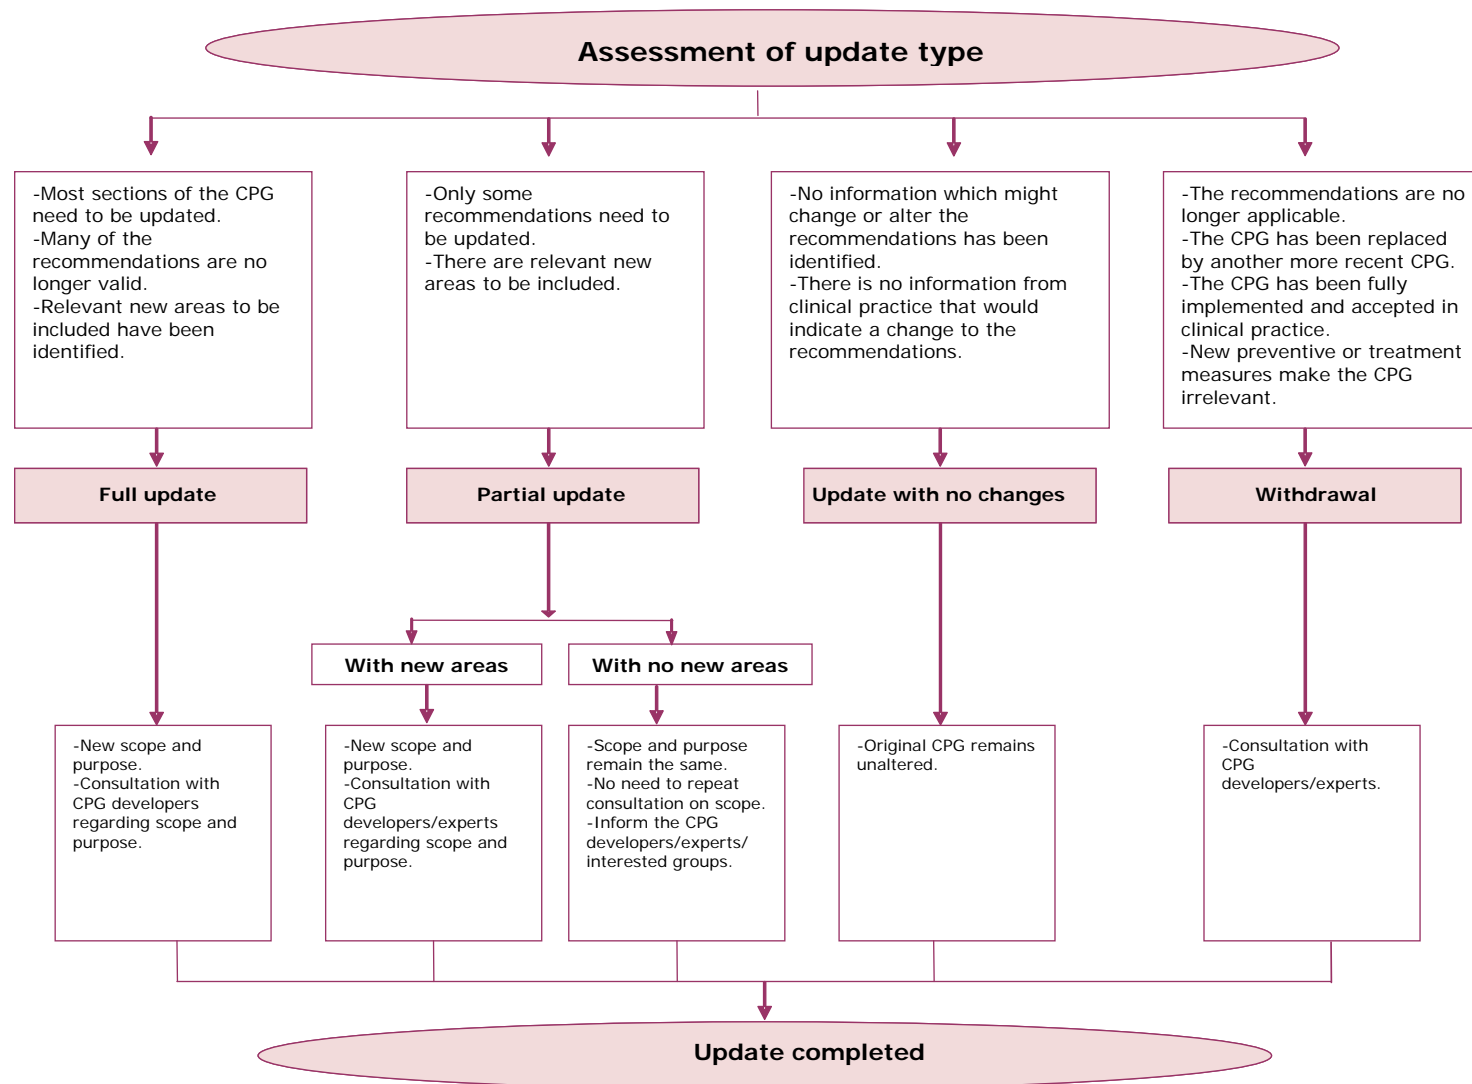 Assessment of update type
-Most sections of the CPG
need to be updated.
-Many of the
recommendations are no
longer valid.
-Relevant new areas to be
included have been
identified.
-Only some
recommendations need to
be updated.
-There are relevant new
areas to be included.
-No information which might
change or alter the
recommendations has been
identified.
-There is no information from
clinical practice that would
indicate a change to the
recommendations.
-The recommendations are no
longer applicable.
-The CPG has been replaced
by another more recent CPG.
-The CPG has been fully
implemented and accepted in
clinical practice.
-New preventive or treatment
measures make the CPG
irrelevant.
Full update
Partial update
Update with no changes
Withdrawal
With new areas
With no new areas
-New scope and
purpose.
-Consultation with
CPG developers
regarding scope and
purpose.
-New scope and
purpose.
-Consultation with
CPG
developers/experts
regarding scope and
purpose.
-Scope and purpose
remain the same.
-No need to repeat
consultation on scope.
-Inform the CPG
developers/experts/
interested groups.
-Original CPG remains
unaltered.
-Consultation with
CPG
developers/experts.
Update completed